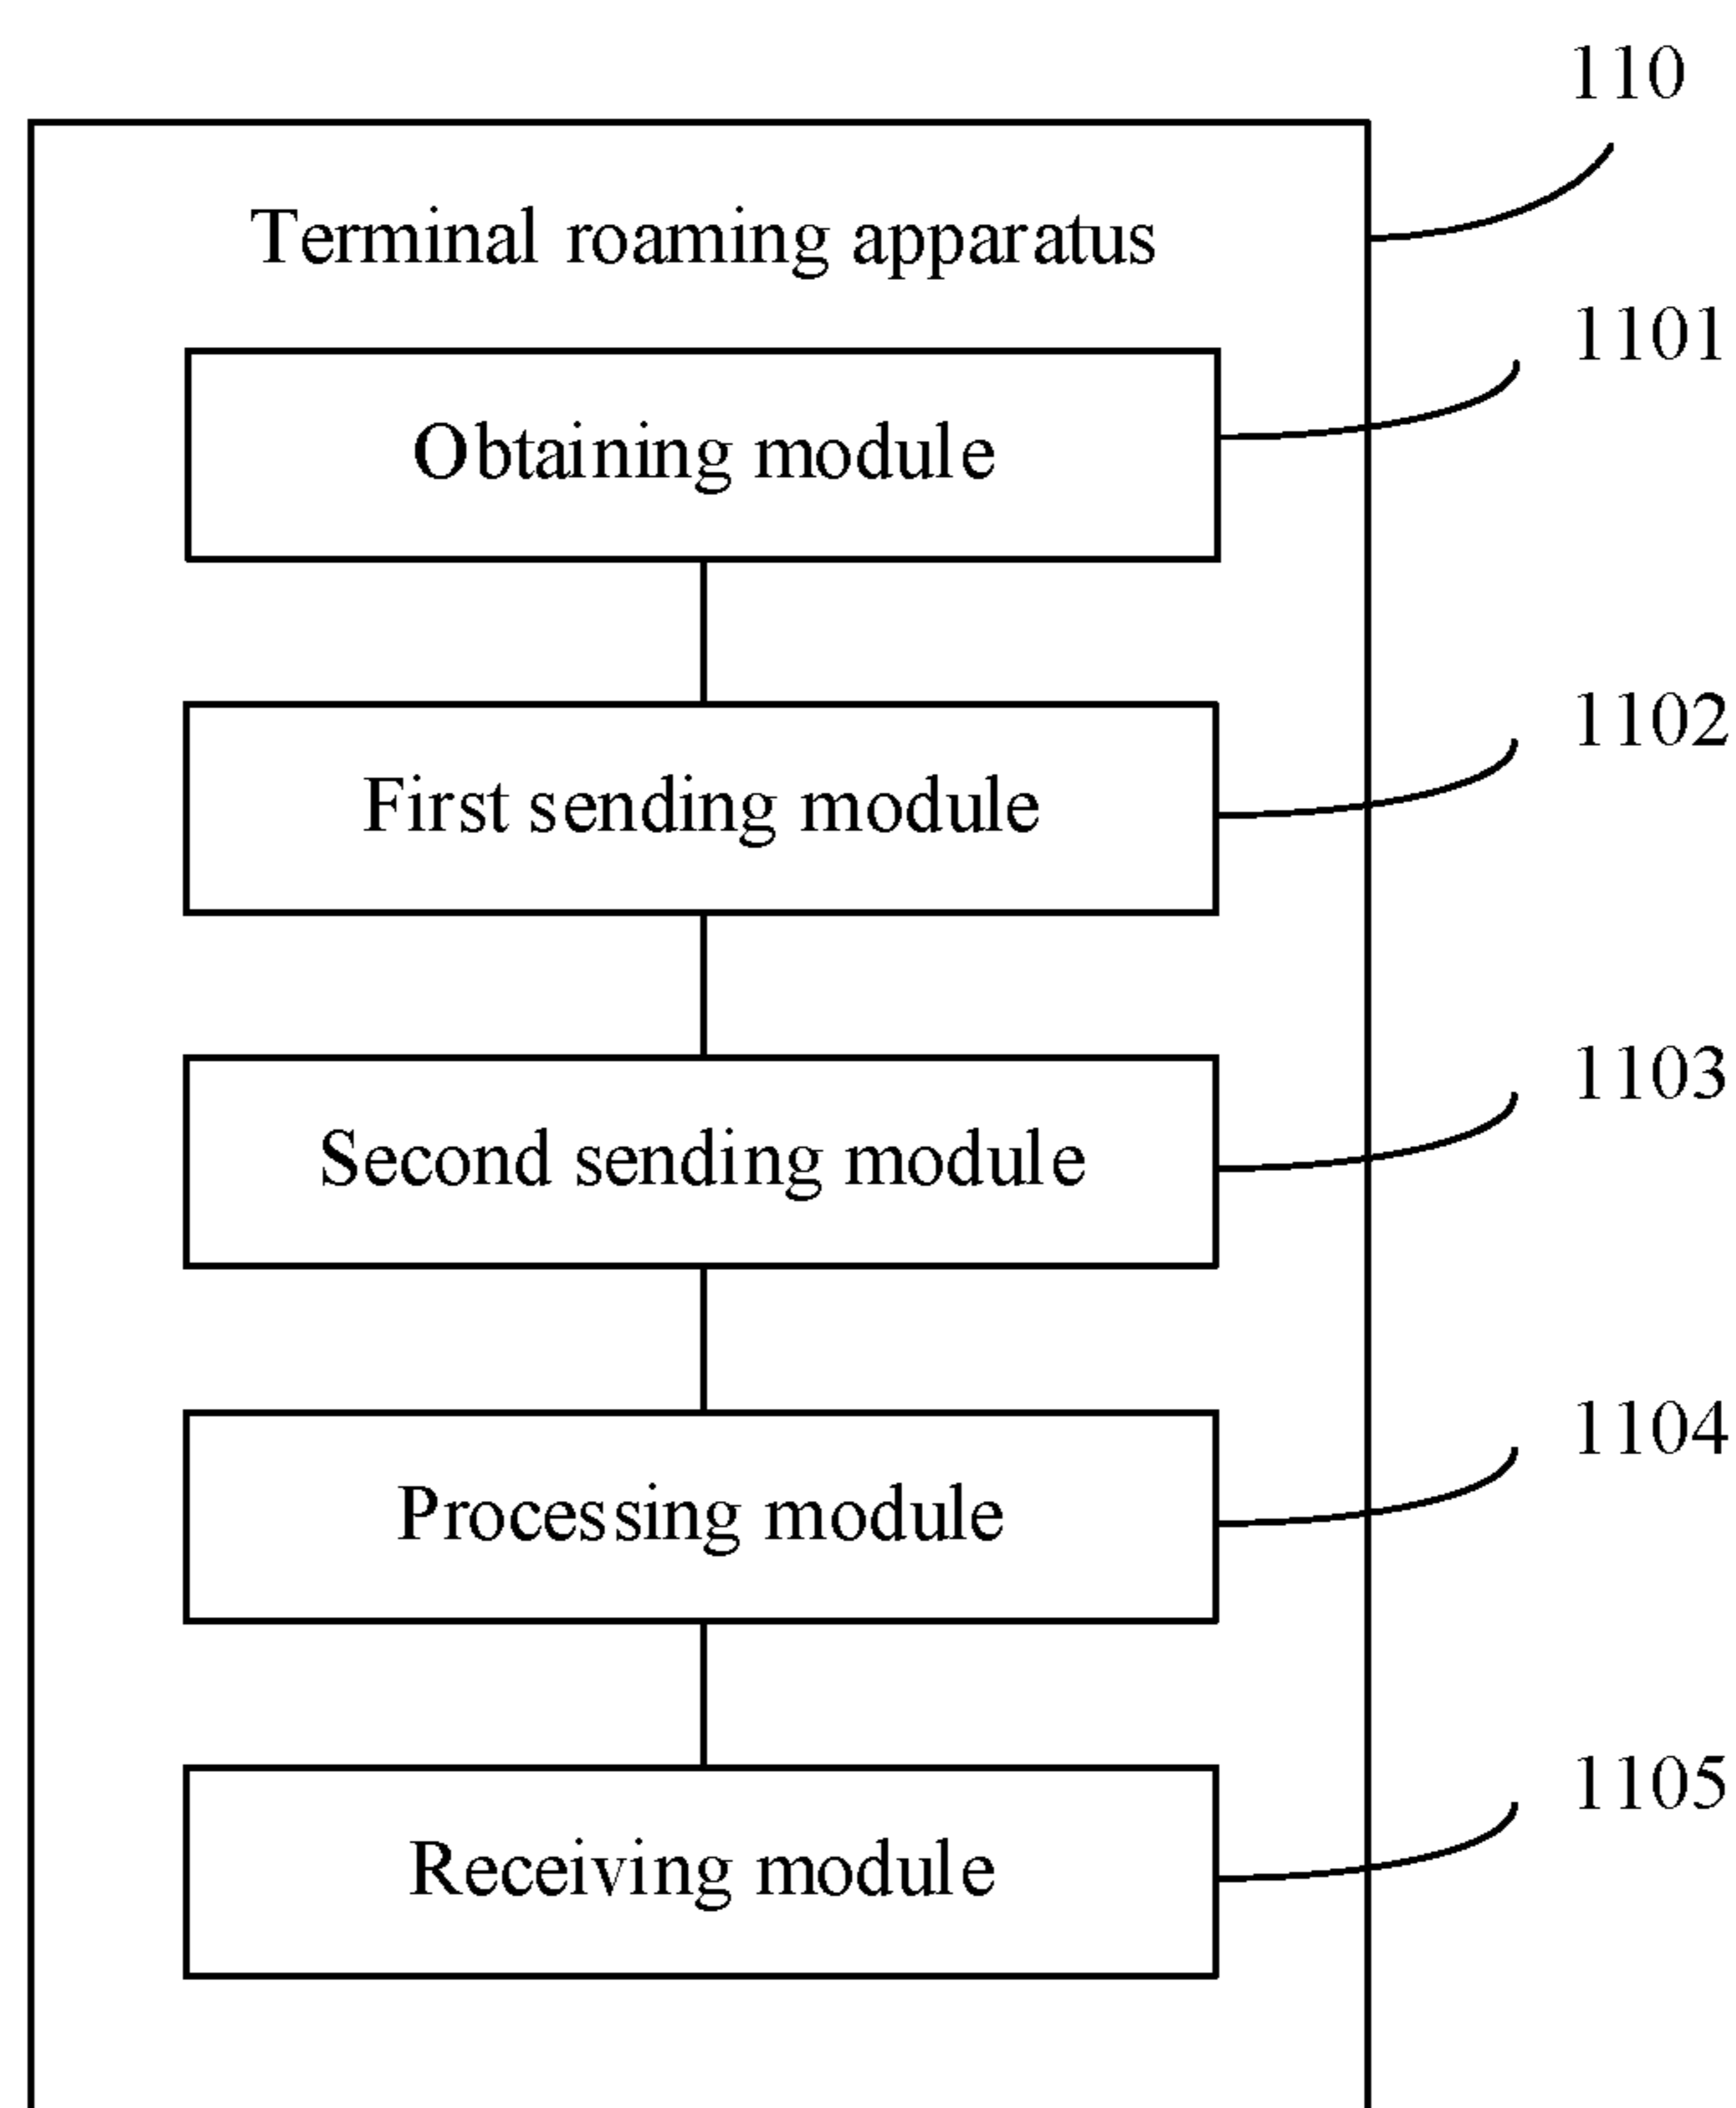 110
Terminal roaming apparatus
1101
Obtaining module
1102
First sending module
1103
Second sending module
1104
Processing module
1105
Receiving module